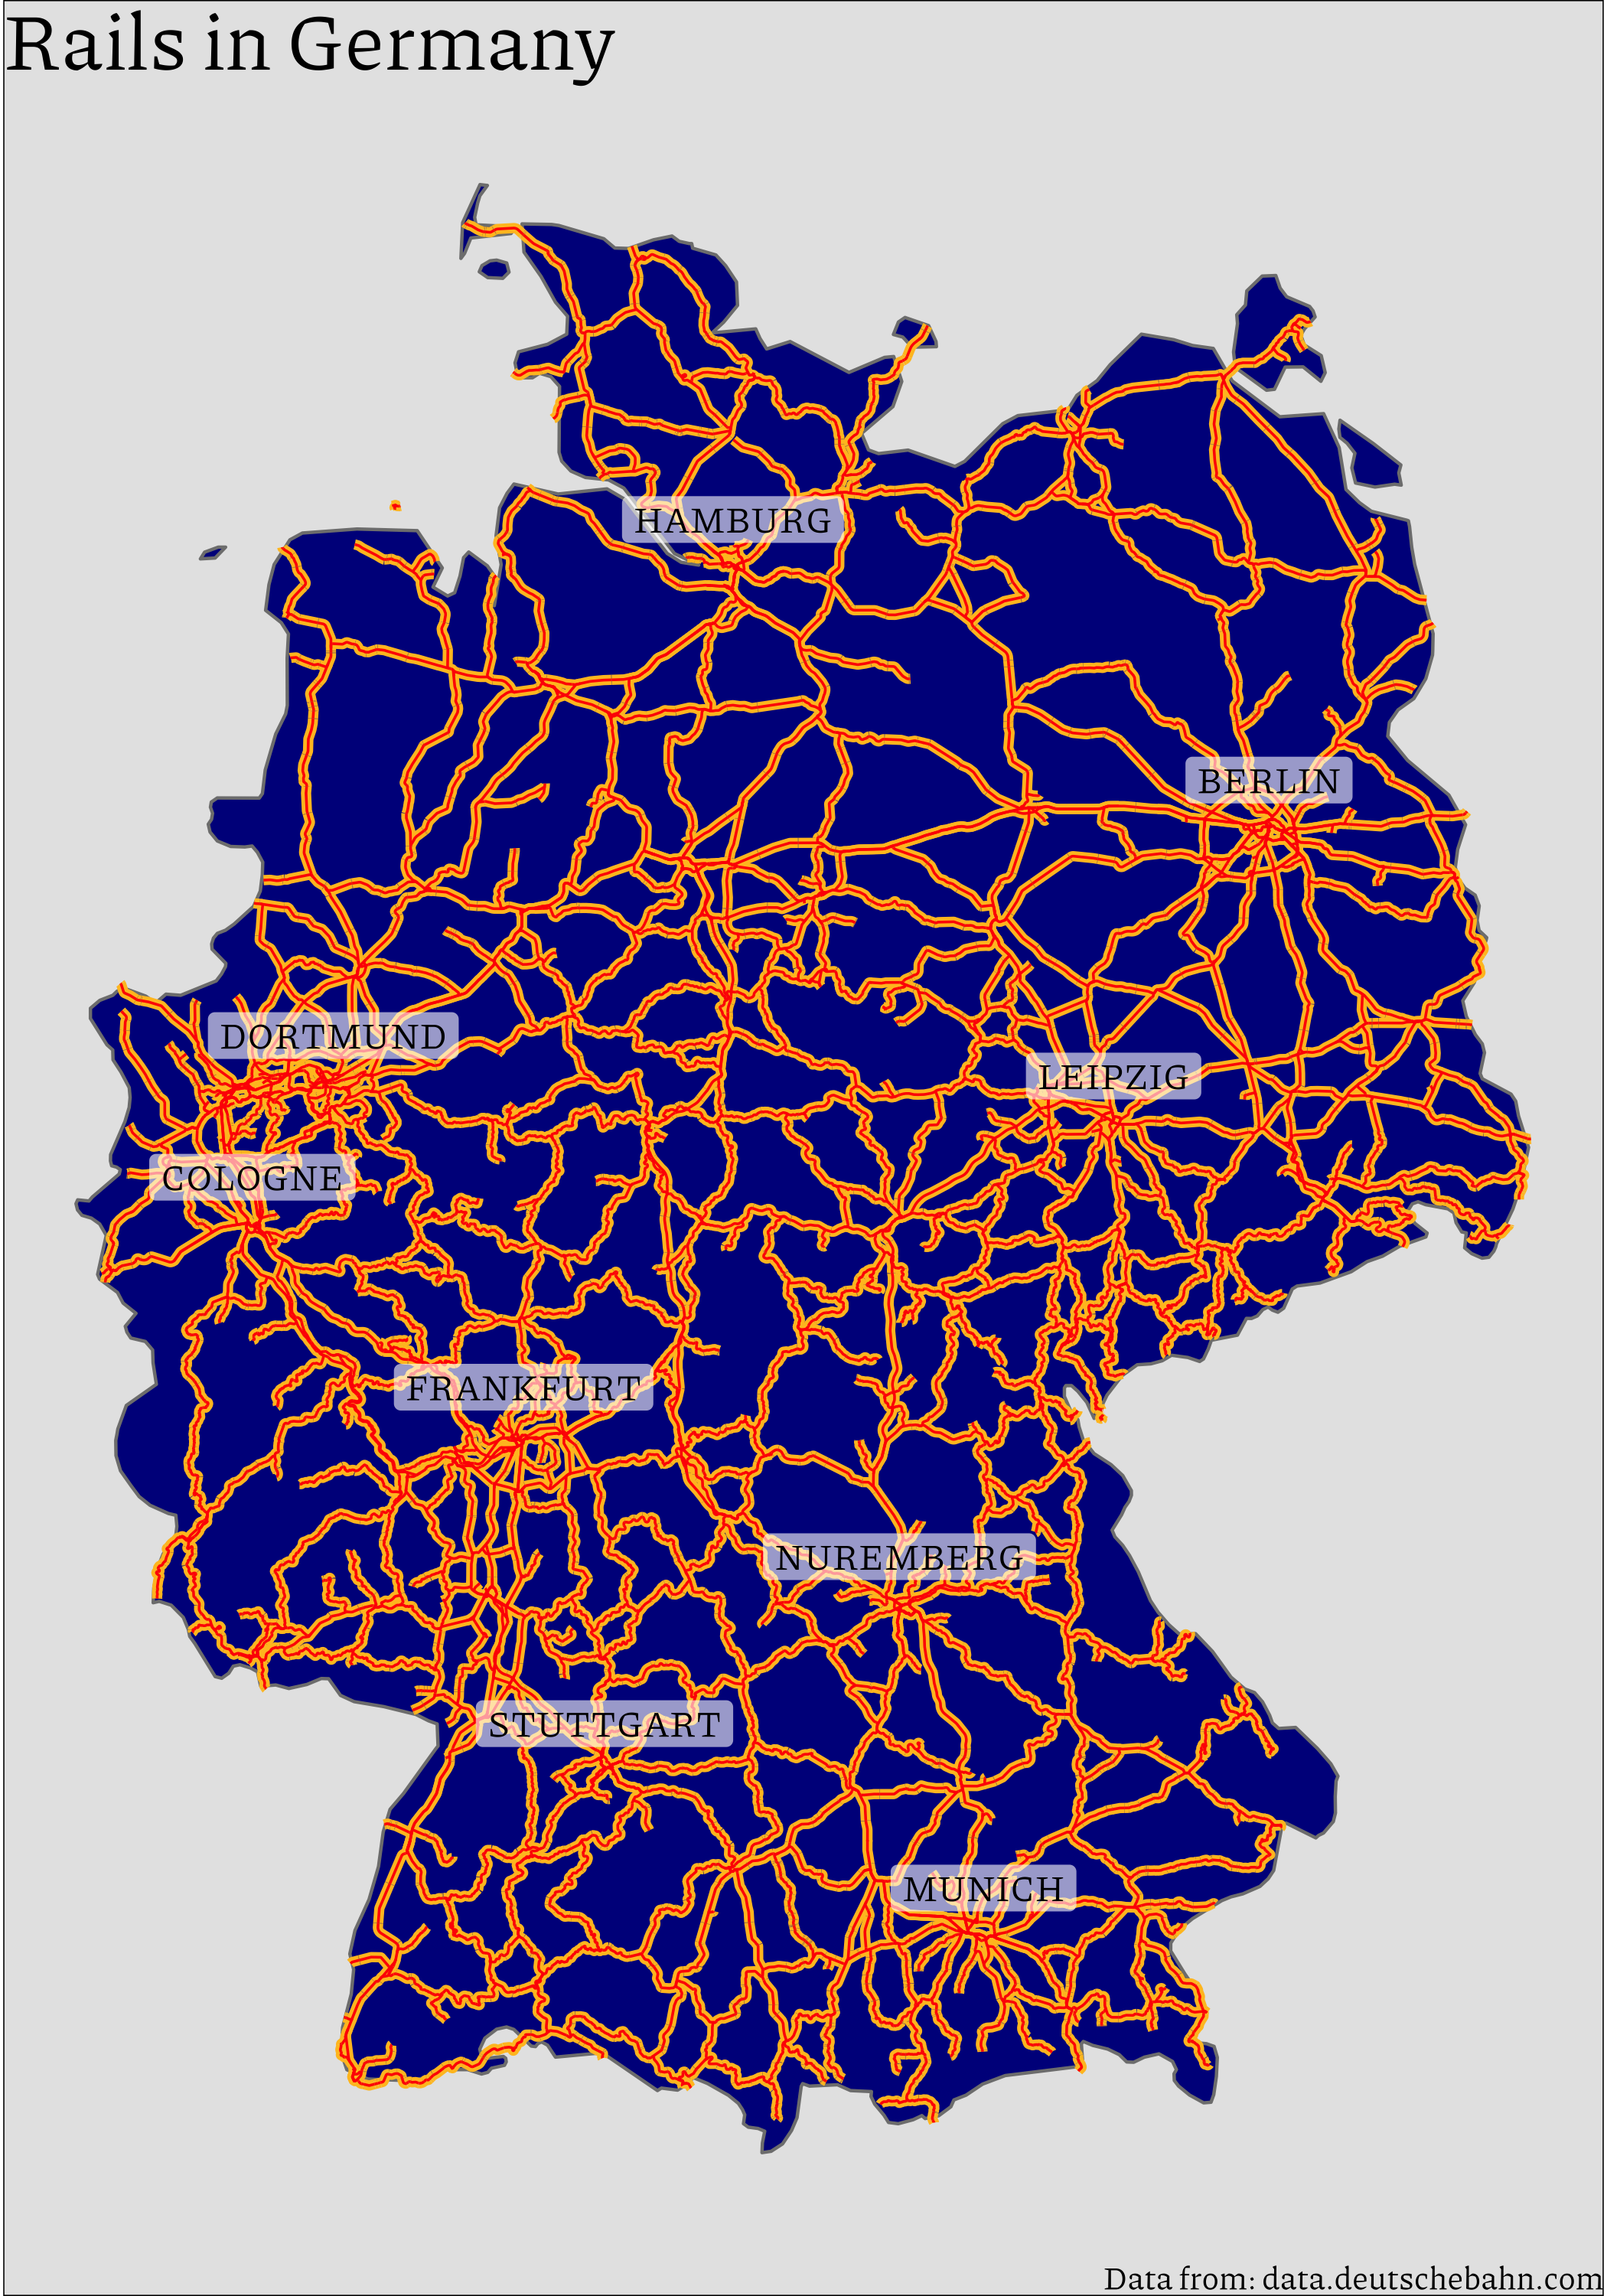 Rails in Germany
HAMBURG
BERLIN
DORTMUND
LEIPZIG
COLOGNE
FRANKFURT
NUREMBERG
STUTTGART
MUNICH
Data from: data.deutschebahn.com